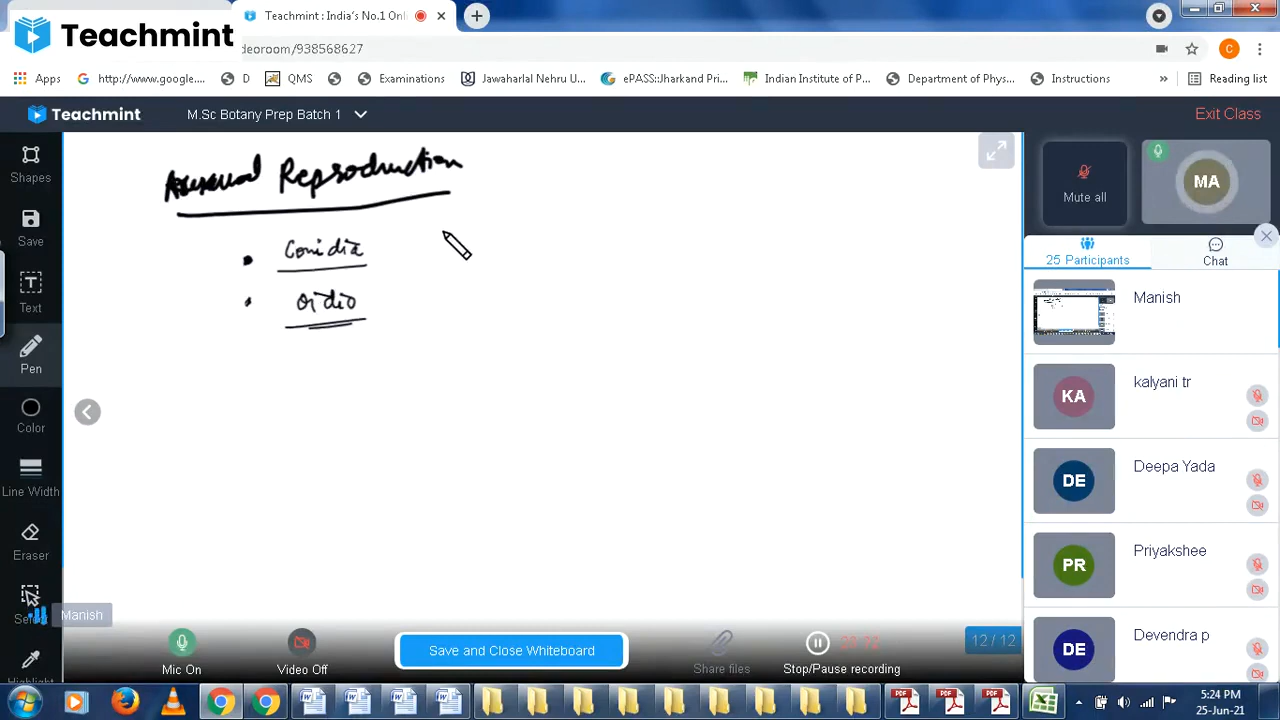 Teachmint : India's No.1 Onl
Teachmint
deoroom/938568627
C
Apps
http://www.google....
D
QMS
Examinations
Jawaharlal Nehru U...
ePASS::Jharkand Pri...
Indian Institute of P...
Department of Phys...
Instructions
»
Reading list
Teachmint
M.Sc Botany Prep Batch 1
Exit Class
Shapes
Save
Text
Pen
Color
Line Width
Eraser
Asexual Reproduction
• Conidia
• oidio
Mute all
MA
25 Participants
Chat
Manish
KA
kalyani tr
DE
Deepa Yada
PR
Priyakshee
DE
Devendra p
Manish
Mic On
Video Off
Save and Close Whiteboard
Share files
Stop/Pause recording
12 / 12
5:24 PM
25-Jun-21